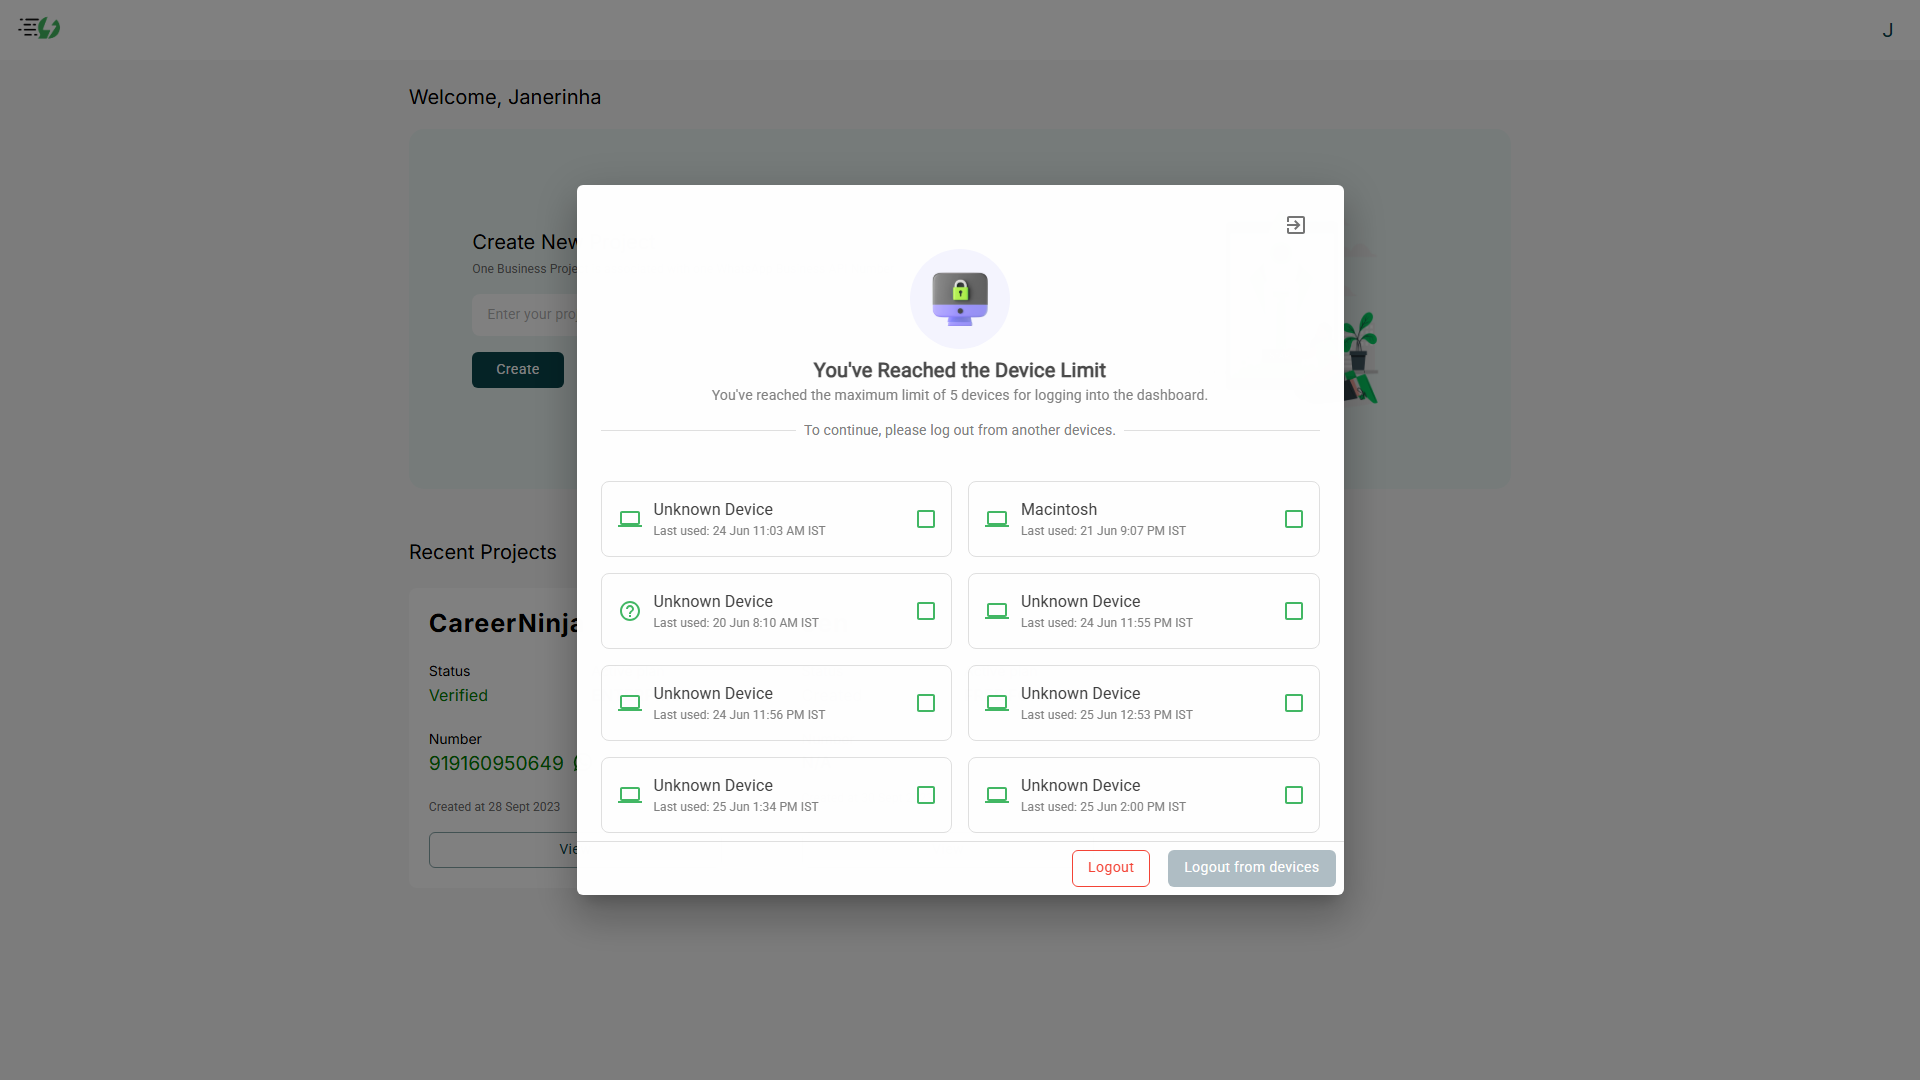 J
Welcome, Janerinha
Create New
One Business Proje
Enter your pro
Create
You've Reached the Device Limit
You've reached the maximum limit of 5 devices for logging into the dashboard.
To continue, please log out from another devices.
Unknown Device
Last used: 24 Jun 11:03 AM IST
Macintosh
Last used: 21 Jun 9:07 PM IST
Unknown Device
Last used: 20 Jun 8:10 AM IST
Unknown Device
Last used: 24 Jun 11:55 PM IST
Unknown Device
Last used: 24 Jun 11:56 PM IST
Unknown Device
Last used: 25 Jun 12:53 PM IST
Unknown Device
Last used: 25 Jun 1:34 PM IST
Unknown Device
Last used: 25 Jun 2:00 PM IST
Logout
Logout from devices
Recent Projects
CareerNinja
Status
Verified
Number
919160950649
Created at 28 Sept 2023
Vie